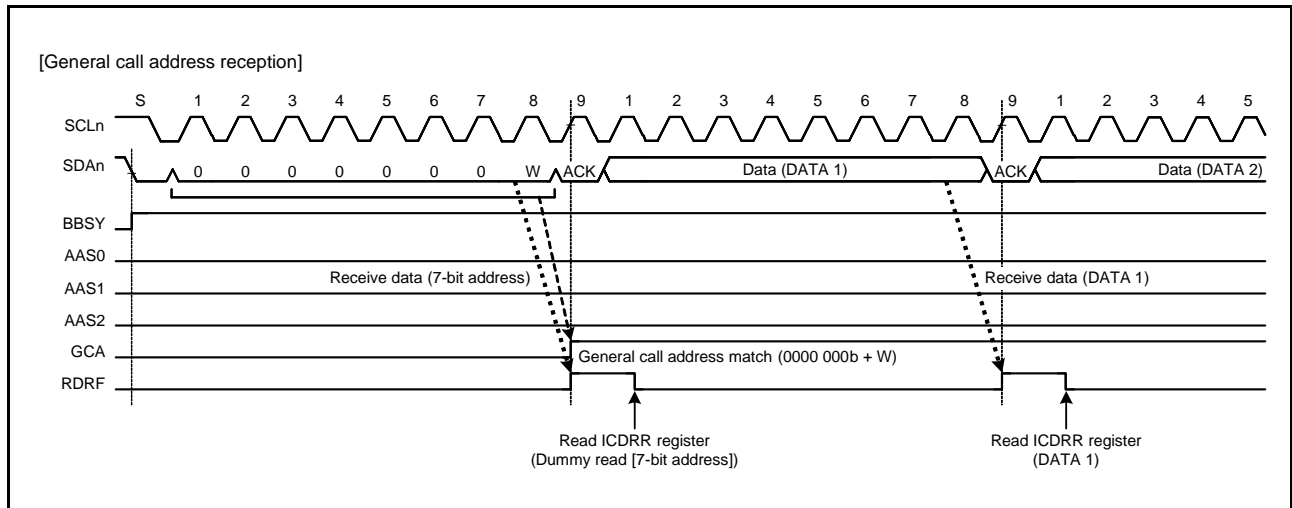 [General call address reception]
S 1 2 3 4 5 6 7 8 9 1 2 3 4 5 6 7 8 9 1 2 3 4 5
SCLn
SDAn 0 0 0 0 0 0 0 W ACK Data (DATA 1) ACK Data (DATA 2)
BBSY
AAS0
Receive data (7-bit address) Receive data (DATA 1)
AAS1
AAS2
GCA General call address match (0000 000b + W)
RDRF
Read ICDRR register Read ICDRR register
(Dummy read [7-bit address]) (DATA 1)